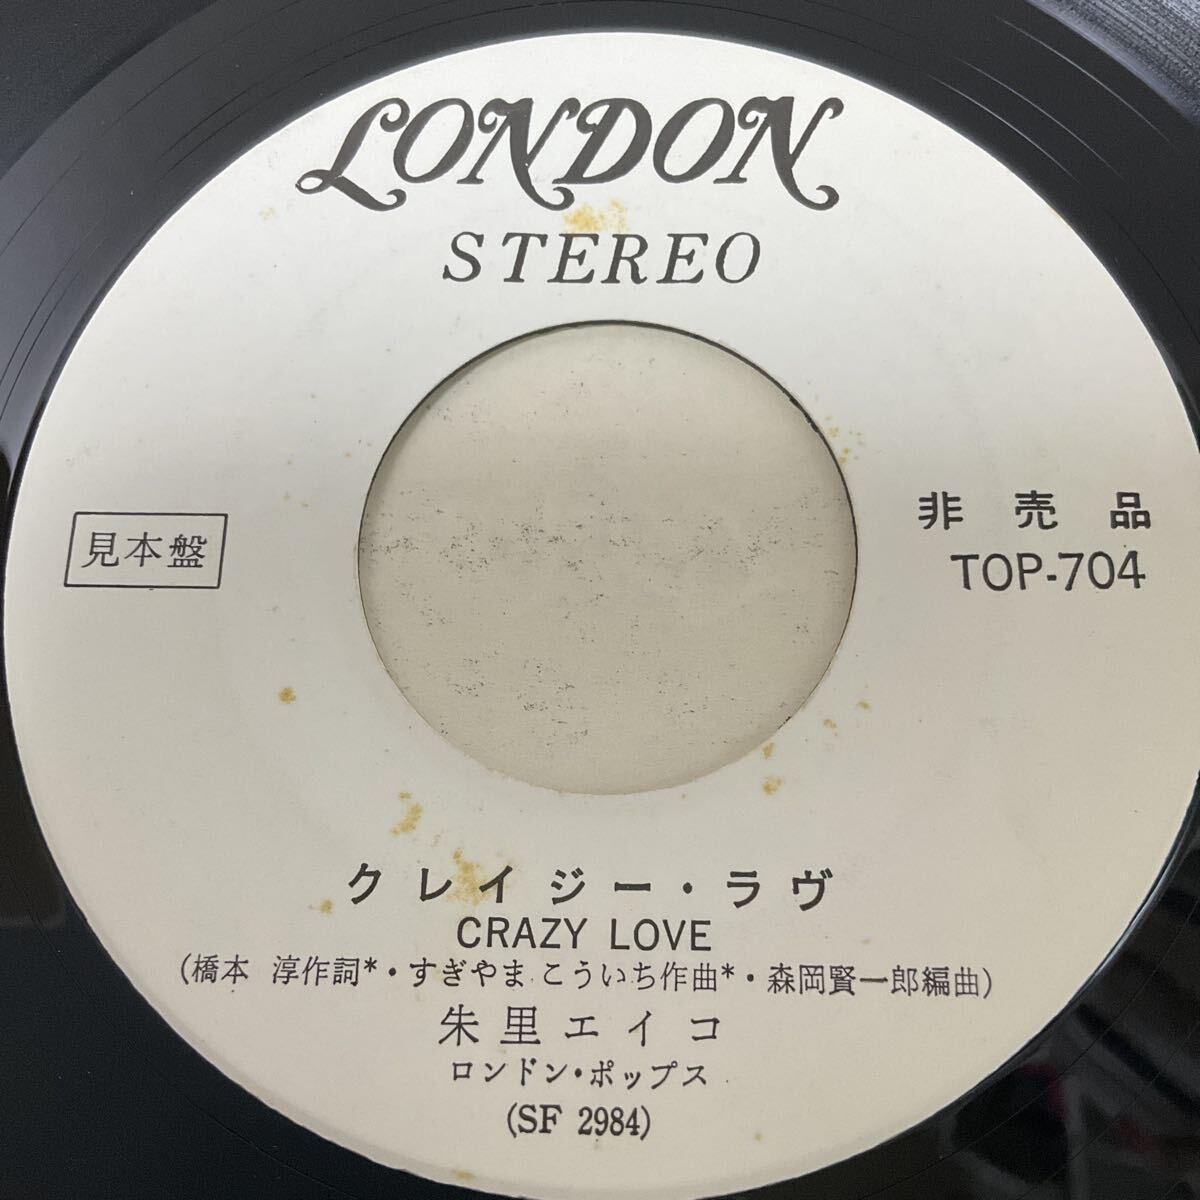 LONDON
STEREO
見本盤
非売品
TOP-704
クレイジー・ラヴ
CRAZY LOVE
(橋本 淳作詞*・すぎやまこういち作曲*・森岡賢一郎編曲)
朱里エイコ
ロンドン・ポップス
(SF 2984)